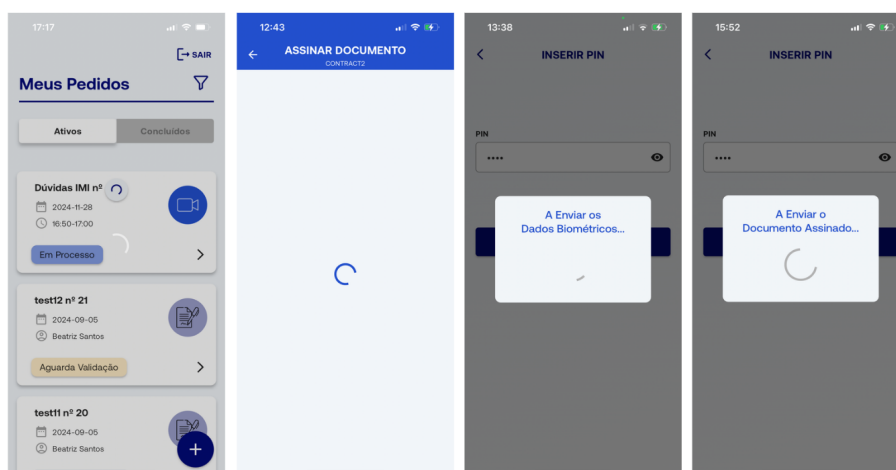 17:17
SAIR
Meus Pedidos
Ativos
Concluídos
Dúvidas IMI nº
2024-11-28
16:50-17:00
Em Processo
test12 nº 21
2024-09-05
Beatriz Santos
Aguarda Validação
test11 nº 20
2024-09-05
Beatriz Santos
12:43
ASSINAR DOCUMENTO
CONTRACT2
13:38
INSERIR PIN
PIN
••••
A Enviar os
Dados Biométricos...
15:52
INSERIR PIN
PIN
••••
A Enviar o
Documento Assinado...